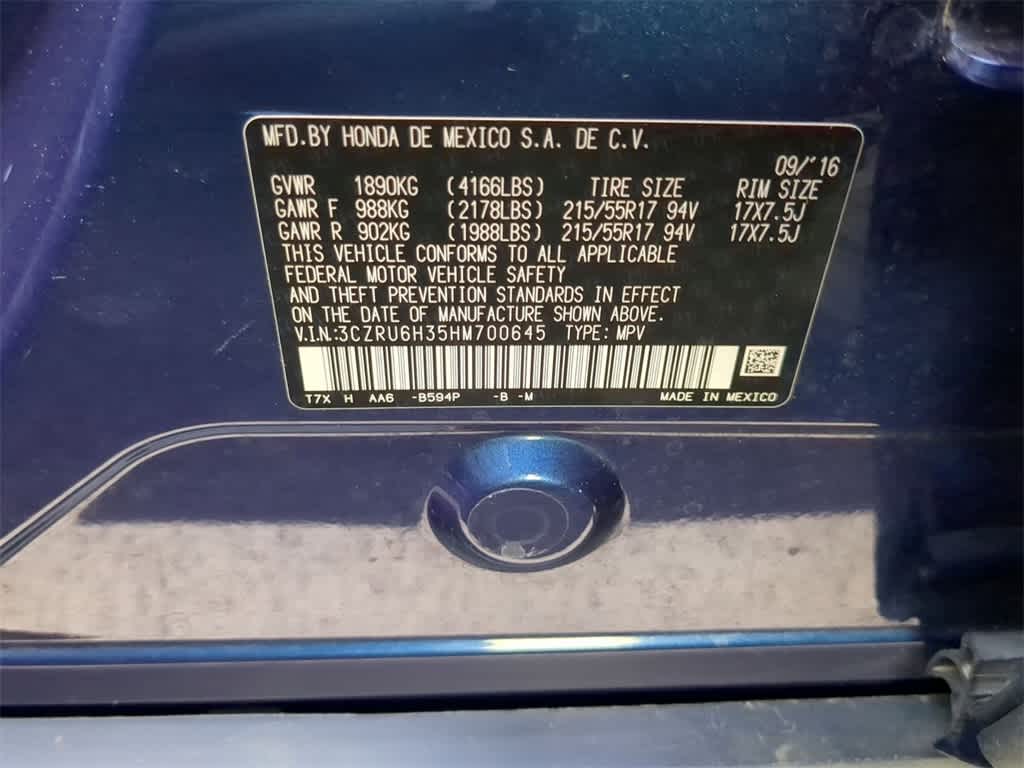 MFD.BY HONDA DE MEXICO S.A. DE C.V.
09/'16
GVWR 1890KG (4166LBS) TIRE SIZE RIM SIZE
GAWR F 988KG (2178LBS) 215/55R17 94V 17X7.5J
GAWR R 902KG (1988LBS) 215/55R17 94V 17X7.5J
THIS VEHICLE CONFORMS TO ALL APPLICABLE
FEDERAL MOTOR VEHICLE SAFETY
AND THEFT PREVENTION STANDARDS IN EFFECT
ON THE DATE OF MANUFACTURE SHOWN ABOVE.
V.I.N:3CZRU6H35HM700645 TYPE: MPV
T7X H AA6 -B594P -B -M MADE IN MEXICO